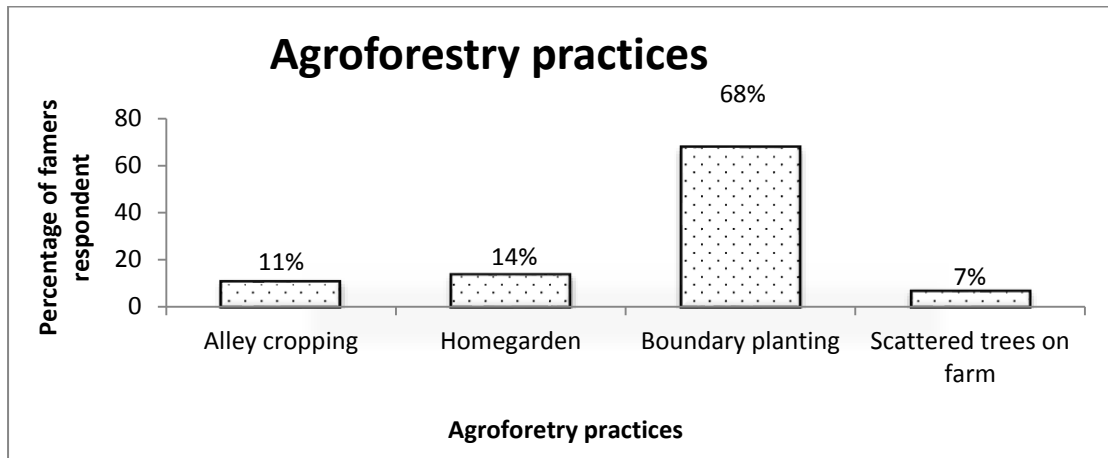 Agroforestry practices
Percentage of famers
respondent
80
60
40
20
0
11%
14%
68%
7%
Alley cropping
Homegarden
Boundary planting
Scattered trees on
farm
Agroforetry practices